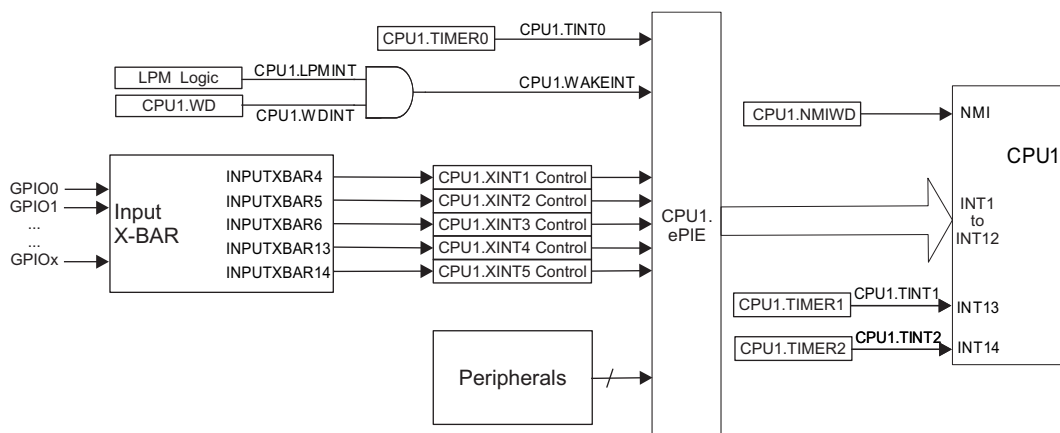 CPU1.TIMER0
CPU1.TINT0
LPM Logic
CPU1.LPMINT
CPU1.WD
CPU1.WDINT
CPU1.WAKEINT
CPU1.NMIWD
NMI
CPU1
GPIO0
GPIO1
...
...
GPIOx
Input
X-BAR
INPUTXBAR4
INPUTXBAR5
INPUTXBAR6
INPUTXBAR13
INPUTXBAR14
CPU1.XINT1 Control
CPU1.XINT2 Control
CPU1.XINT3 Control
CPU1.XINT4 Control
CPU1.XINT5 Control
CPU1.
ePIE
INT1
to
INT12
CPU1.TIMER1
CPU1.TINT1
INT13
CPU1.TIMER2
CPU1.TINT2
INT14
Peripherals